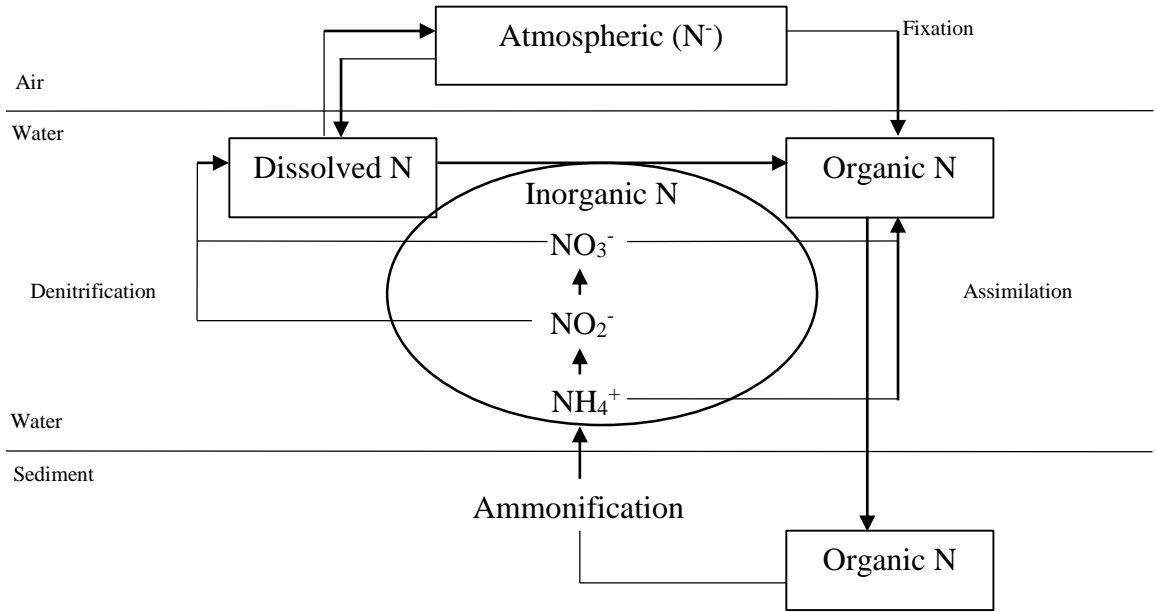 Atmospheric (N⁻)
Fixation
Air
Water
Dissolved N
Organic N
Inorganic N
NO₃⁻
Denitrification
Assimilation
NO₂⁻
NH₄⁺
Water
Sediment
Ammonification
Organic N